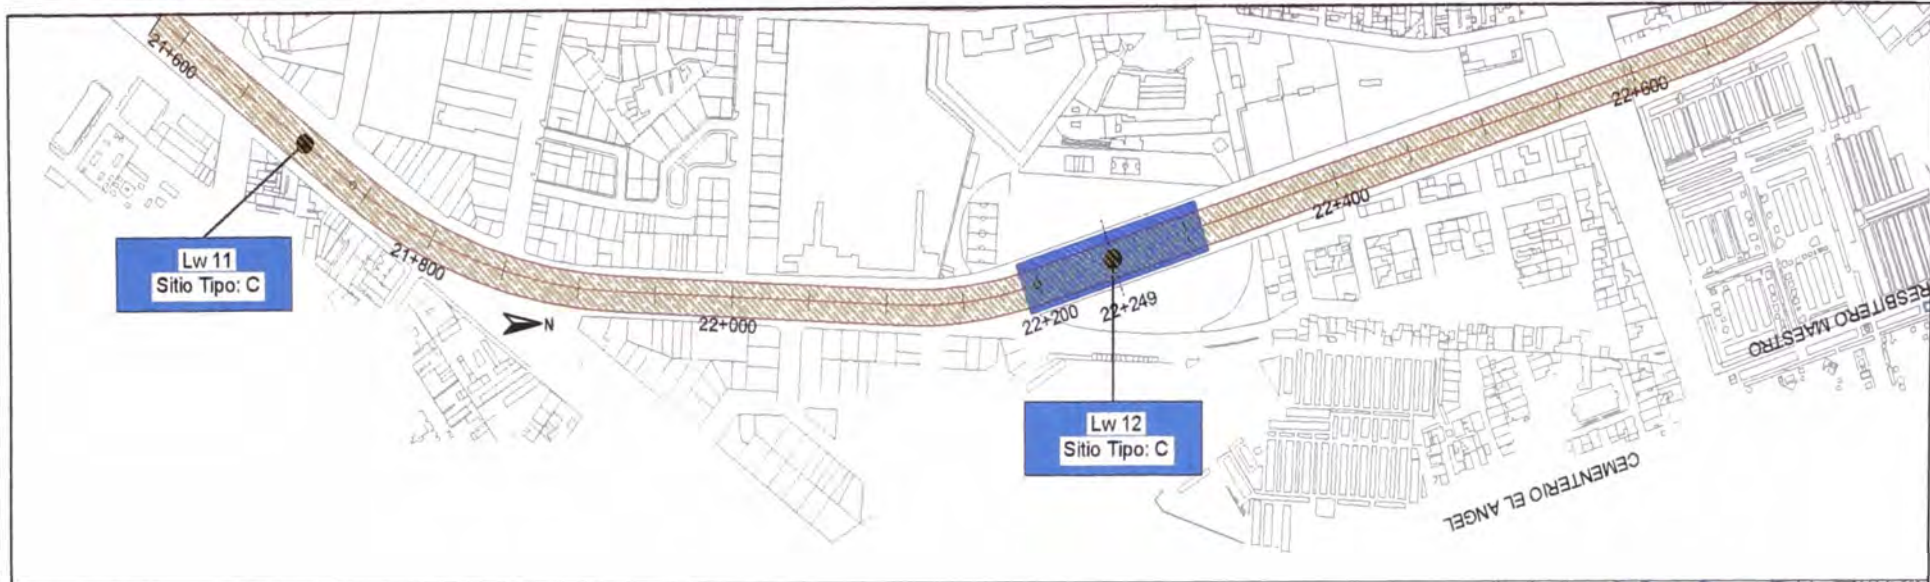 21+600
Lw 11
Sitio Tipo: C
21+800
N
22+000
22+200
22+249
Lw 12
Sitio Tipo: C
22+400
22+600
RESBITERO MAESTRO
CEMENTERIO EL ANGEL